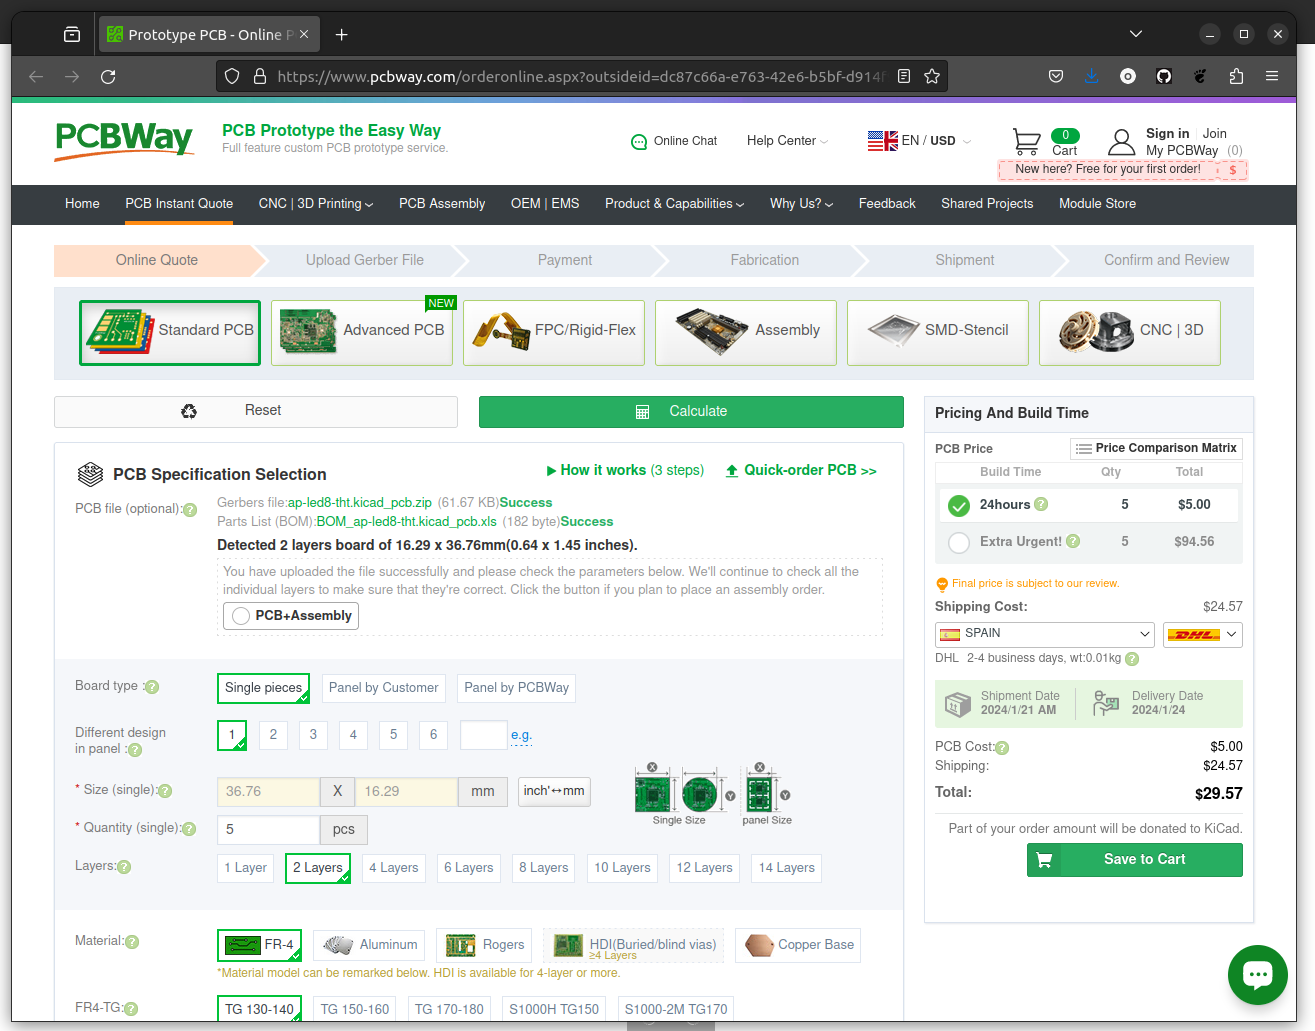 Prototype PCB - Online P
https://www.pcbway.com/orderonline.aspx?outsideid=dc87c66a-e763-42e6-b5bf-d914f
PCBWay
PCB Prototype the Easy Way
Full feature custom PCB prototype service.
Online Chat
Help Center
EN / USD
0
Cart
Sign in
Join
My PCBWay (0)
New here? Free for your first order! $
Home
PCB Instant Quote
CNC | 3D Printing
PCB Assembly
OEM | EMS
Product & Capabilities
Why Us?
Feedback
Shared Projects
Module Store
Online Quote
Upload Gerber File
Payment
Fabrication
Shipment
Confirm and Review
Standard PCB
NEW
Advanced PCB
FPC/Rigid-Flex
Assembly
SMD-Stencil
CNC | 3D
Reset
Calculate
PCB Specification Selection
How it works (3 steps)
Quick-order PCB >>
PCB file (optional):?
Gerbers file:ap-led8-tht.kicad_pcb.zip (61.67 KB)Success
Parts List (BOM):BOM_ap-led8-tht.kicad_pcb.xls (182 byte)Success
Detected 2 layers board of 16.29 x 36.76mm(0.64 x 1.45 inches).
You have uploaded the file successfully and please check the parameters below. We'll continue to check all the
individual layers to make sure that they're correct. Click the button if you plan to place an assembly order.
PCB+Assembly
Board type :?
Single pieces
Panel by Customer
Panel by PCBWay
Different design
in panel :?
1 2 3 4 5 6
e.g.
* Size (single):?
36.76 X 16.29 mm
inch'↔mm
X X X
Y Y
Single Size
panel Size
* Quantity (single):?
5 pcs
Layers:?
1 Layer
2 Layers
4 Layers
6 Layers
8 Layers
10 Layers
12 Layers
14 Layers
Material:?
FR-4
Aluminum
Rogers
HDI(Buried/blind vias)
≥4 Layers
Copper Base
*Material model can be remarked below. HDI is available for 4-layer or more.
FR4-TG:?
TG 130-140
TG 150-160
TG 170-180
S1000H TG150
S1000-2M TG170
Pricing And Build Time
PCB Price
Price Comparison Matrix
Build Time Qty Total
24hours ? 5 $5.00
Extra Urgent! ? 5 $94.56
Final price is subject to our review.
Shipping Cost: $24.57
SPAIN
DHL
DHL 2-4 business days, wt:0.01kg ?
Shipment Date
2024/1/21 AM
Delivery Date
2024/1/24
PCB Cost:? $5.00
Shipping: $24.57
Total: $29.57
Part of your order amount will be donated to KiCad.
Save to Cart